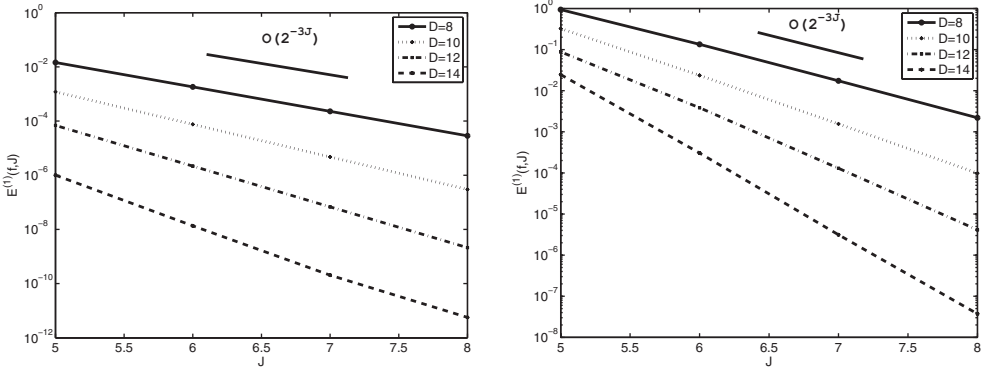 10^0
10^-2
10^-4
10^-6
10^-8
10^-10
10^-12
E^(1)(f,J)
O (2^-3J)
D=8
D=10
D=12
D=14
5 5.5 6 6.5 7 7.5 8
J
10^0
10^-1
10^-2
10^-3
10^-4
10^-5
10^-6
10^-7
10^-8
E^(1)(f,J)
O (2^-3J)
D=8
D=10
D=12
D=14
5 5.5 6 6.5 7 7.5 8
J